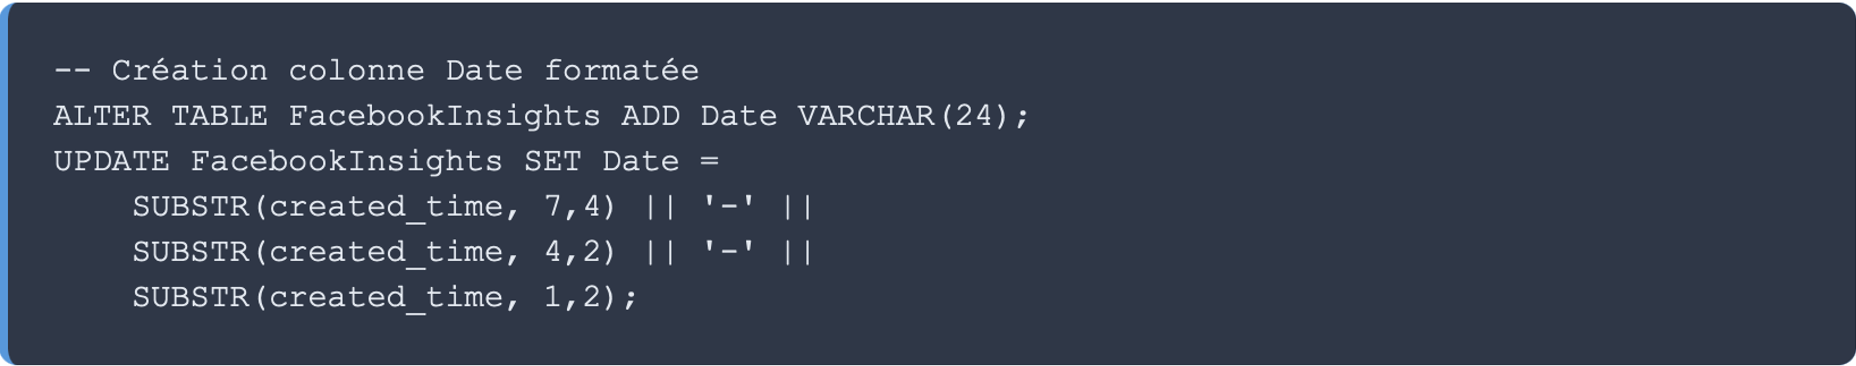 -- Création colonne Date formatée
ALTER TABLE FacebookInsights ADD Date VARCHAR(24);
UPDATE FacebookInsights SET Date =
    SUBSTR(created_time, 7,4) || '-' ||
    SUBSTR(created_time, 4,2) || '-' ||
    SUBSTR(created_time, 1,2);